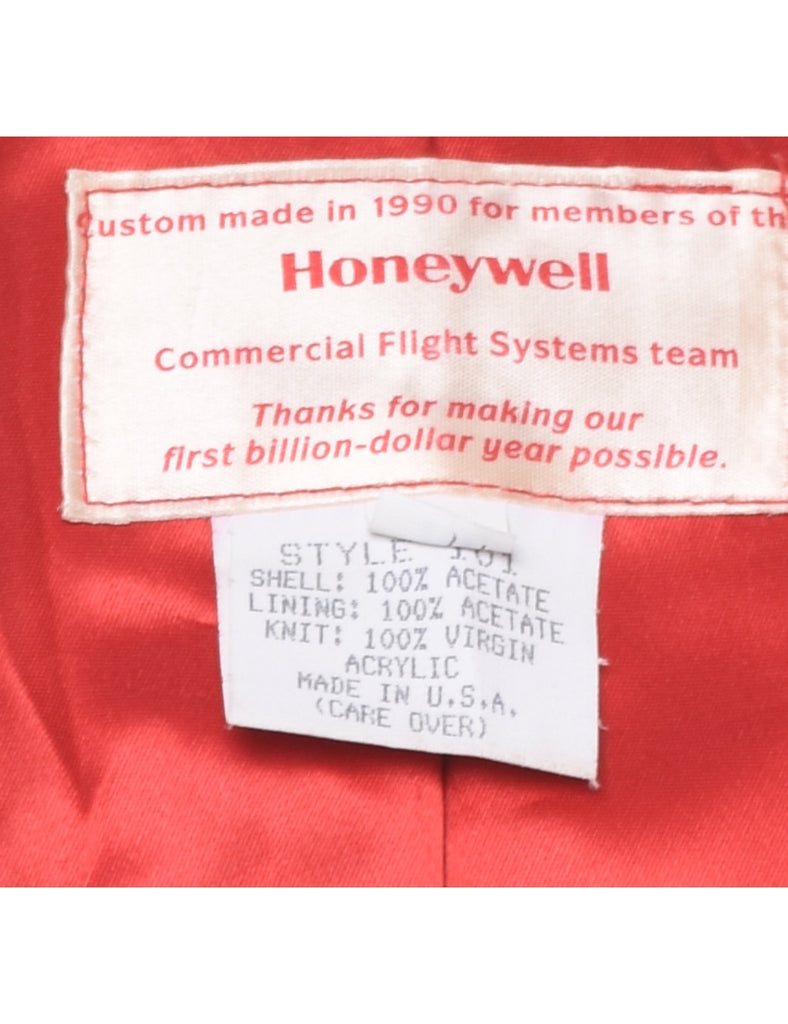 Custom made in 1990 for members of th
Honeywell
Commercial Flight Systems team
Thanks for making our
first billion-dollar year possible.
STYLE
SHELL: 100% ACETATE
LINING: 100% ACETATE
KNIT: 100% VIRGIN
ACRYLIC
MADE IN U.S.A.
(CARE OVER)